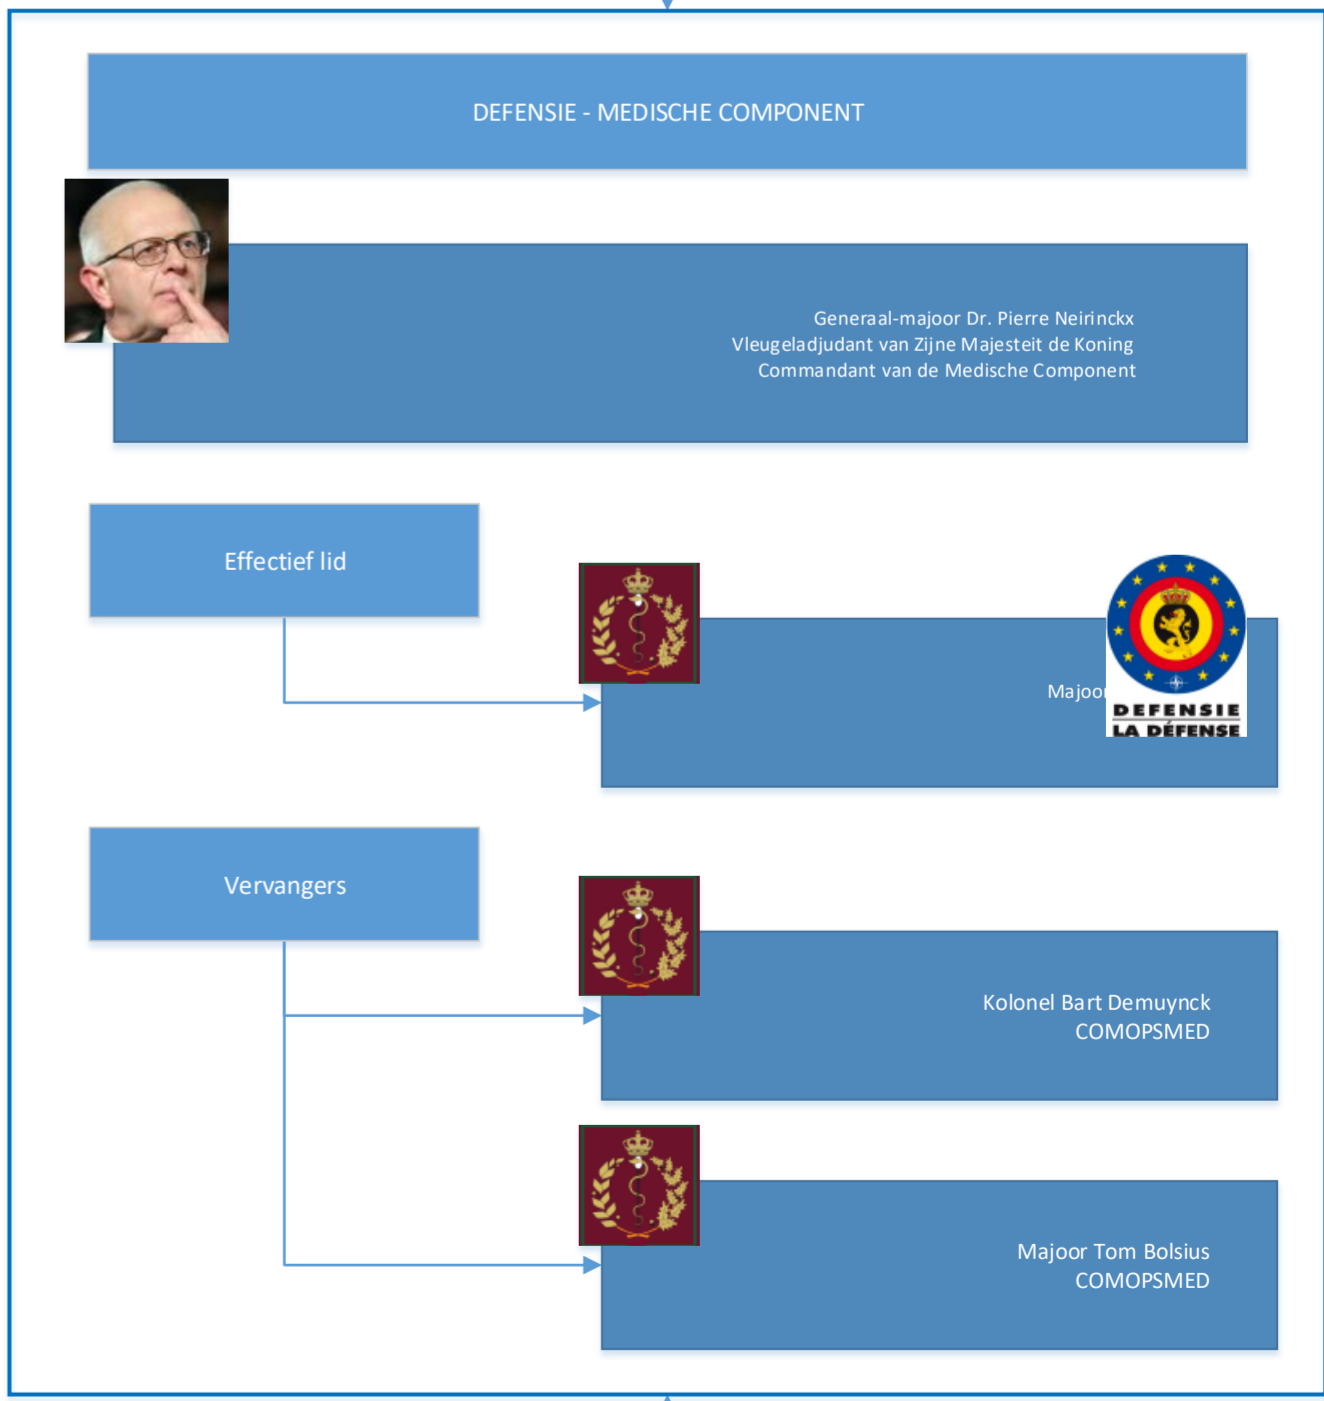 DEFENSIE - MEDISCHE COMPONENT
Generaal-majoor Dr. Pierre Neirinckx
Vleugeladjudant van Zijne Majesteit de Koning
Commandant van de Medische Component
Effectief lid
Majoor
DEFENSIE
LA DÉFENSE
Vervangers
Kolonel Bart Demuynck
COMOPSMED
Majoor Tom Bolsius
COMOPSMED